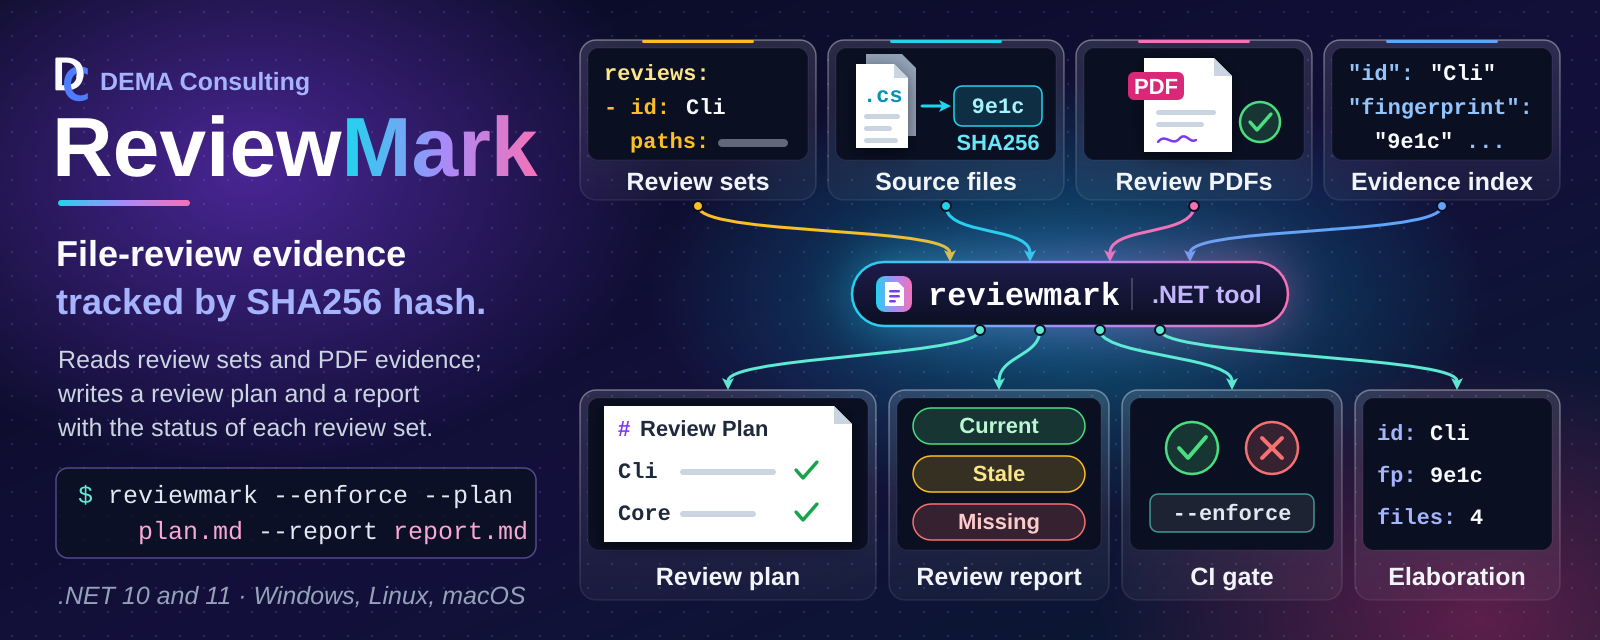 DC DEMA Consulting
ReviewMark
File-review evidence
tracked by SHA256 hash.
Reads review sets and PDF evidence;
writes a review plan and a report
with the status of each review set.
$ reviewmark --enforce --plan
plan.md --report report.md
.NET 10 and 11 · Windows, Linux, macOS
reviews:
- id: Cli
paths:
Review sets
.cs
9e1c
SHA256
Source files
PDF
Review PDFs
"id": "Cli"
"fingerprint":
"9e1c" ...
Evidence index
reviewmark
.NET tool
# Review Plan
Cli
Core
Review plan
Current
Stale
Missing
Review report
--enforce
CI gate
id: Cli
fp: 9e1c
files: 4
Elaboration